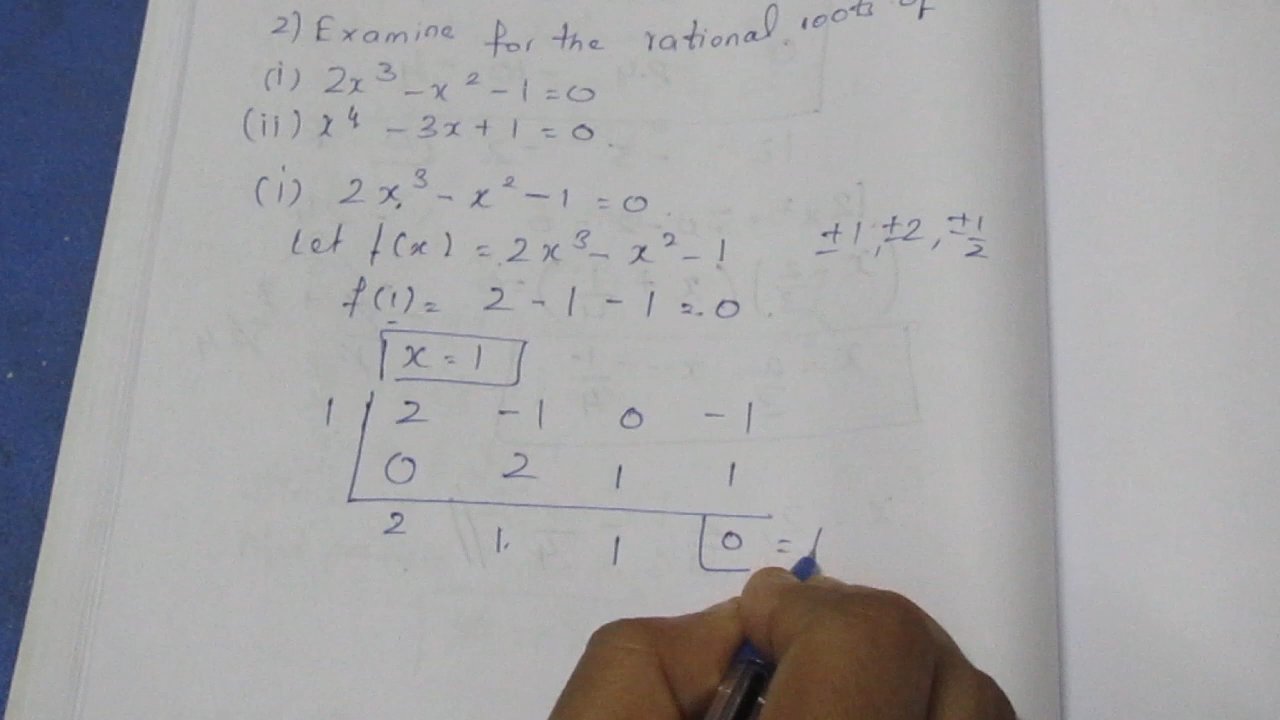 2) Examine for the rational roots of
(i) 2x³ - x² - 1 = 0
(ii) x⁴ - 3x + 1 = 0.
(i) 2x³ - x² - 1 = 0
Let f(x) = 2x³ - x² - 1 ±1, ±2, ±1/2
f(1) = 2 - 1 - 1 = 0.
x = 1
1 | 2 -1 0 -1
0 2 1 1
2 1 1 0 =